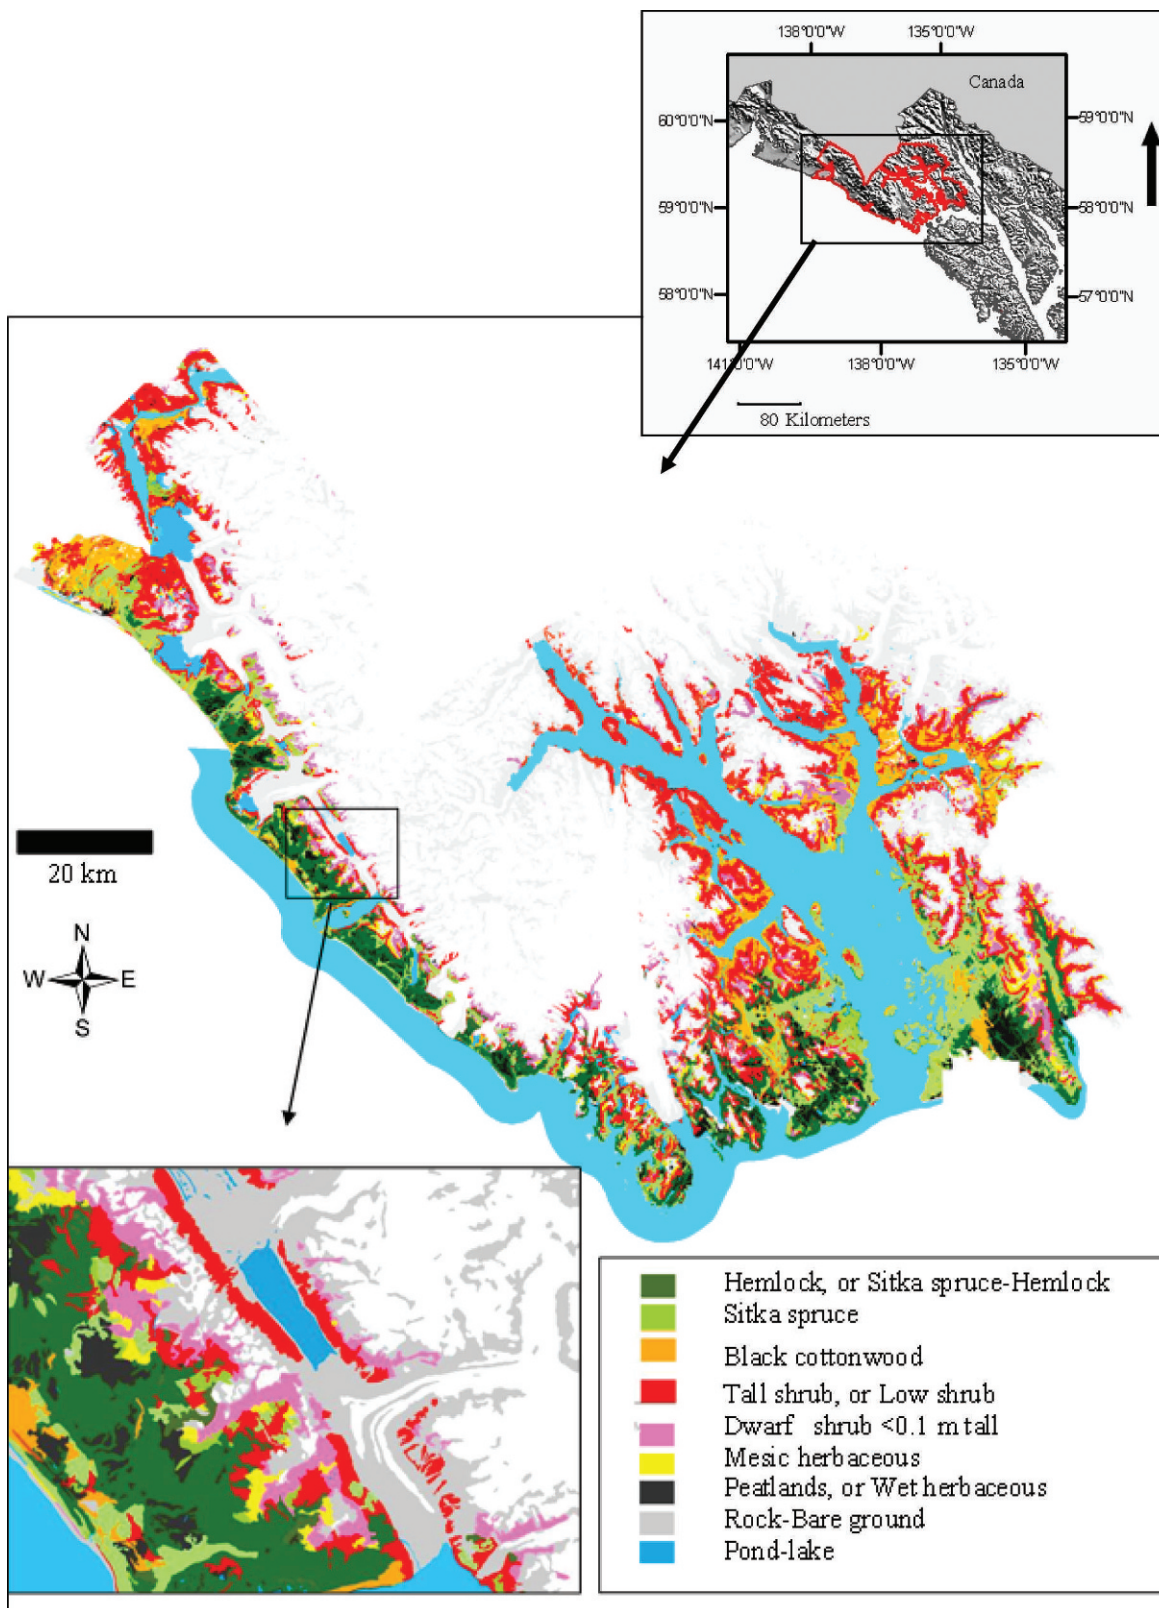 138°0'0"W 135°0'0"W
Canada
60°0'0"N 59°0'0"N
59°0'0"N 58°0'0"N
58°0'0"N 57°0'0"N
138°0'0"W 135°0'0"W
80 Kilometers
20 km
N
W E
S
Hemlock, or Sitka spruce-Hemlock
Sitka spruce
Black cottonwood
Tall shrub, or Low shrub
Dwarf shrub <0.1 m tall
Mesic herbaceous
Peatlands, or Wet herbaceous
Rock-Bare ground
Pond-lake